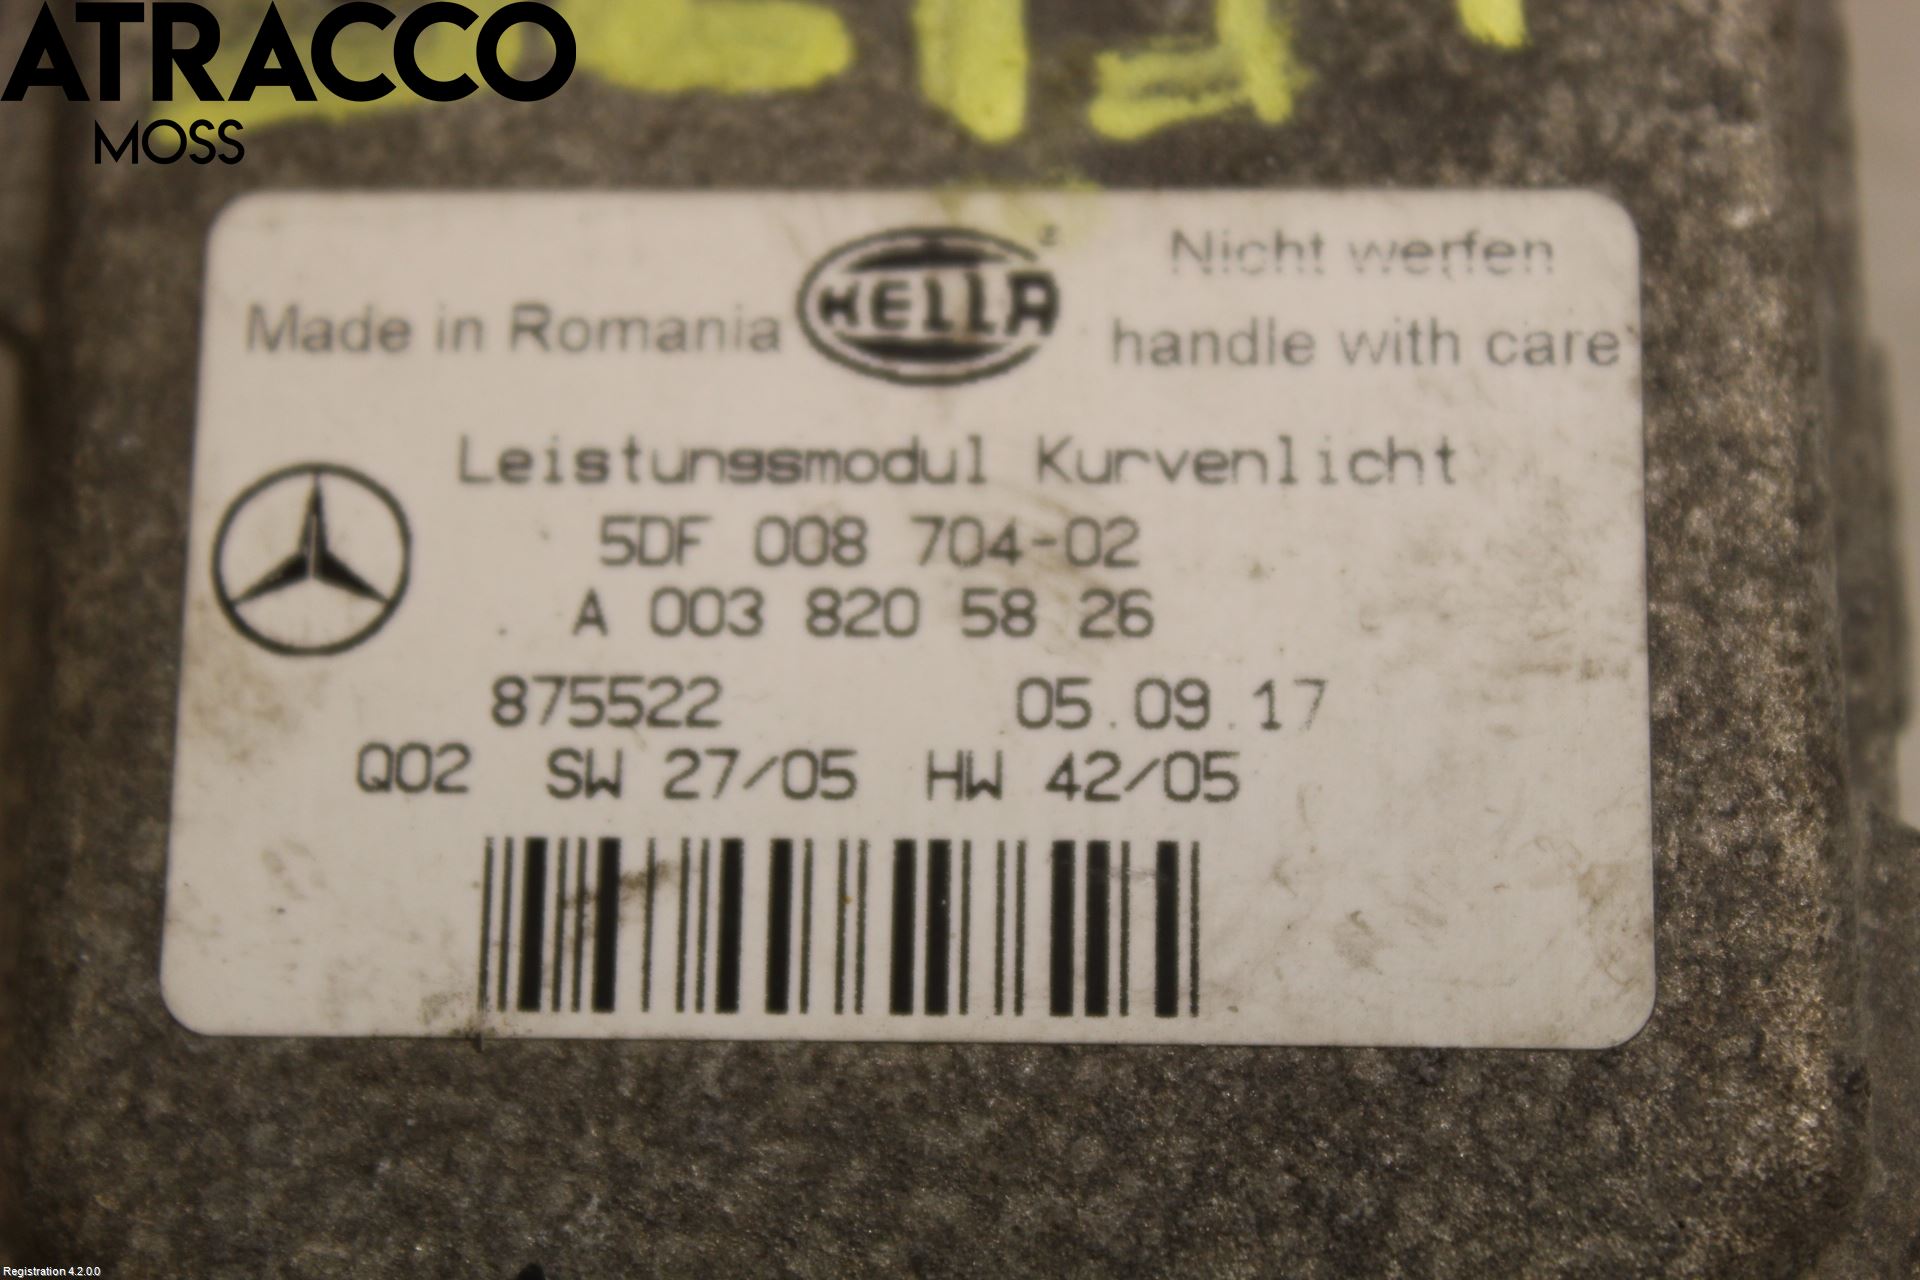 ATRACCO
MOSS
Nicht werfen
Made in Romania
HELLA
handle with care
Leistungsmodul Kurvenlicht
5DF 008 704-02
A 003 820 58 26
875522 05.09.17
Q02 SW 27/05 HW 42/05
Registration 4.2.0.0